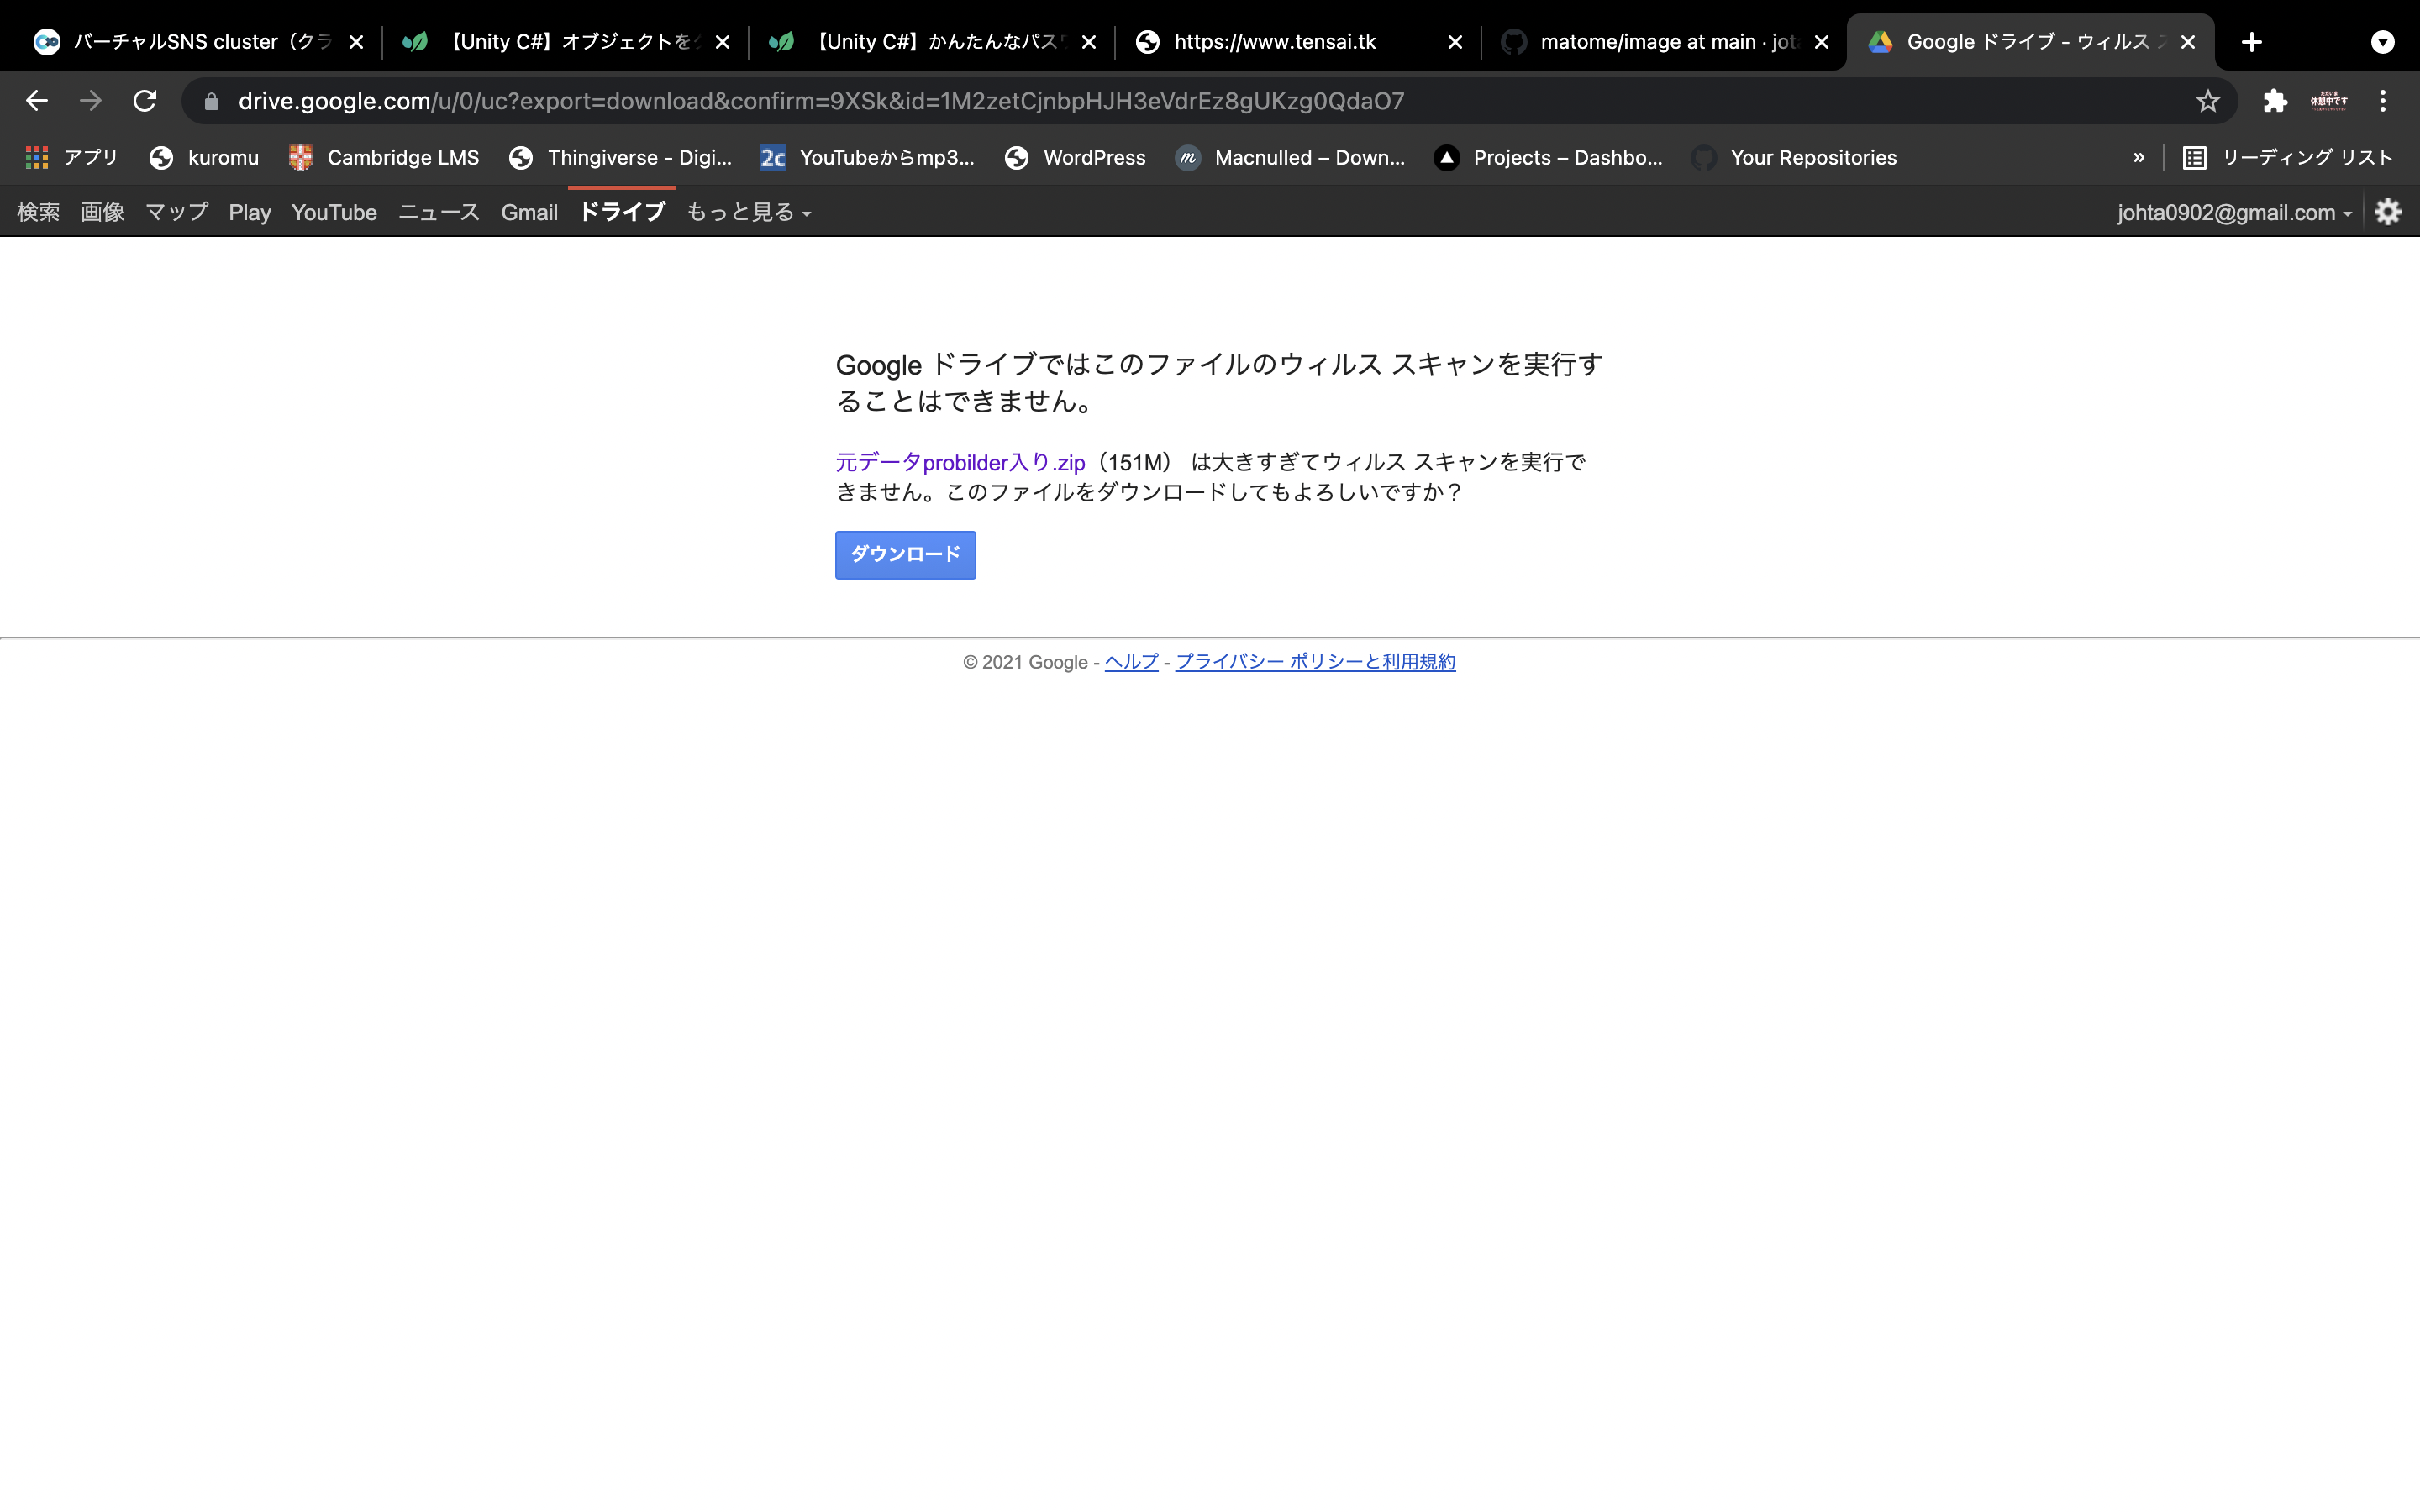 バーチャルSNS cluster（クラ
【Unity C#】オブジェクトをク
【Unity C#】かんたんなパスワ
https://www.tensai.tk
matome/image at main · jota
Google ドライブ - ウィルス ス
drive.google.com/u/0/uc?export=download&confirm=9XSk&id=1M2zetCjnbpHJH3eVdrEz8gUKzg0QdaO7
アプリ
kuromu
Cambridge LMS
Thingiverse - Digi...
2c YouTubeからmp3...
WordPress
m Macnulled – Down...
Projects – Dashbo...
Your Repositories
»
リーディング リスト
検索 画像 マップ Play YouTube ニュース Gmail ドライブ もっと見る
johta0902@gmail.com
Google ドライブではこのファイルのウィルス スキャンを実行す
ることはできません。
元データprobilder入り.zip（151M） は大きすぎてウィルス スキャンを実行で
きません。このファイルをダウンロードしてもよろしいですか？
ダウンロード
© 2021 Google - ヘルプ - プライバシー ポリシーと利用規約